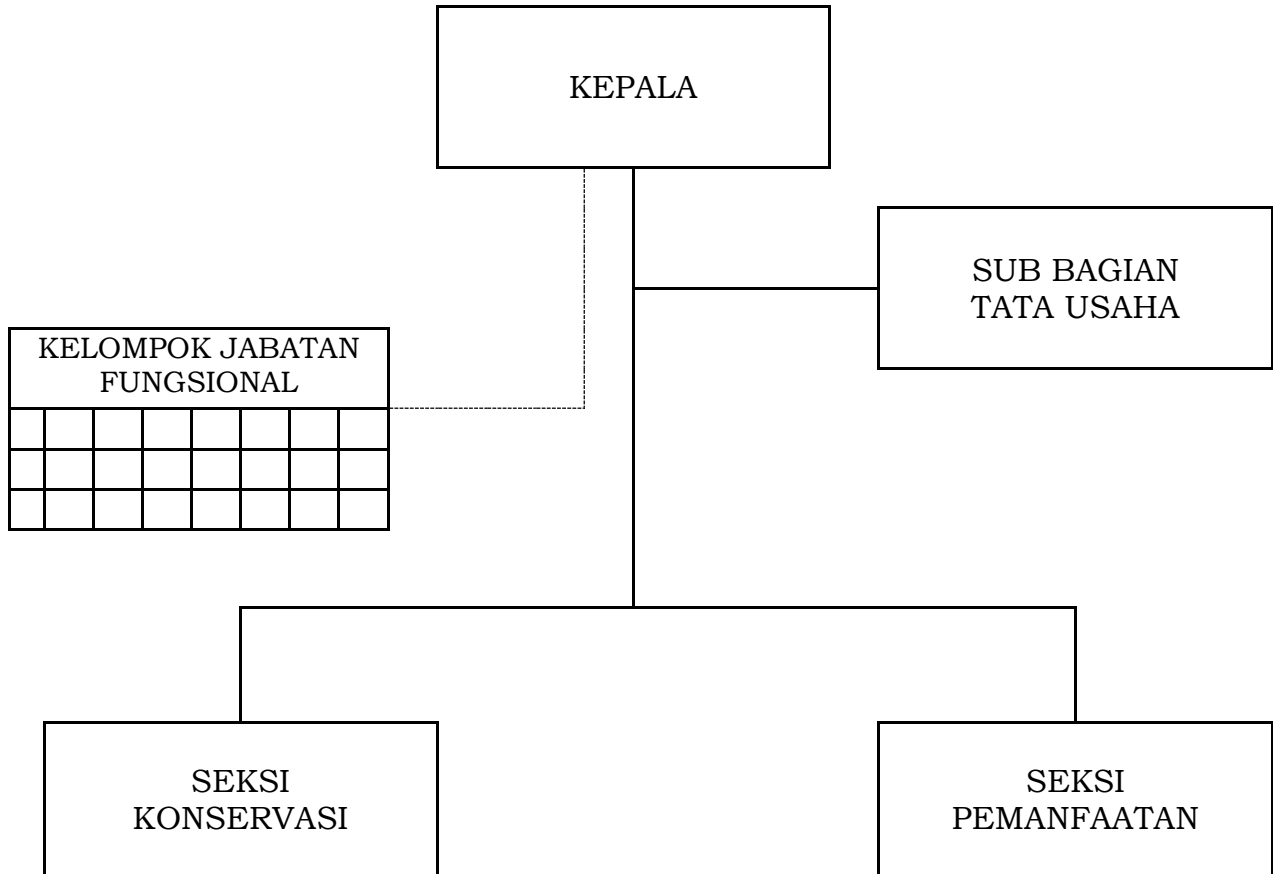 KEPALA
SUB BAGIAN
TATA USAHA
KELOMPOK JABATAN
FUNGSIONAL
SEKSI
KONSERVASI
SEKSI
PEMANFAATAN